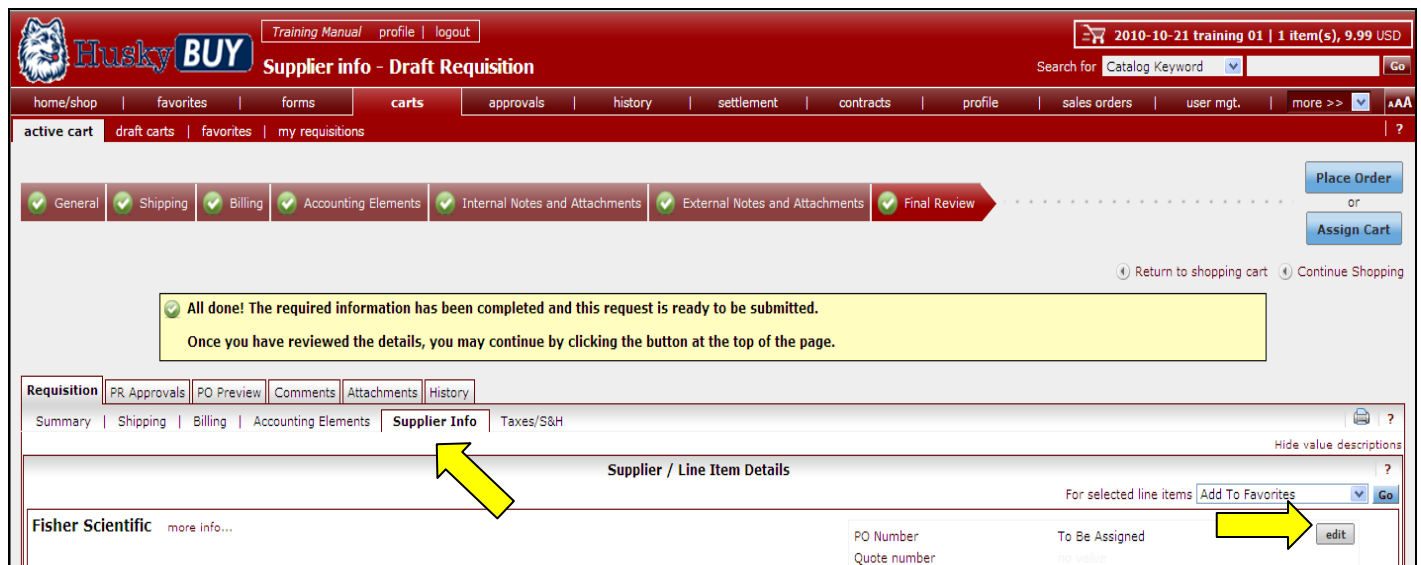 Husky BUY
Training Manual profile | logout
2010-10-21 training 01 | 1 item(s), 9.99 USD
Supplier info - Draft Requisition
Search for Catalog Keyword Go
home/shop | favorites | forms carts approvals | history | settlement | contracts | profile | sales orders | user mgt. | more >> AAA
active cart draft carts | favorites | my requisitions | ?
Place Order
General Shipping Billing Accounting Elements Internal Notes and Attachments External Notes and Attachments Final Review
or
Assign Cart
Return to shopping cart Continue Shopping
All done! The required information has been completed and this request is ready to be submitted.
Once you have reviewed the details, you may continue by clicking the button at the top of the page.
Requisition PR Approvals PO Preview Comments Attachments History
Summary | Shipping | Billing | Accounting Elements Supplier Info Taxes/S&H ?
Hide value descriptions
Supplier / Line Item Details ?
For selected line items Add To Favorites Go
Fisher Scientific more info...
PO Number To Be Assigned edit
Quote number no value